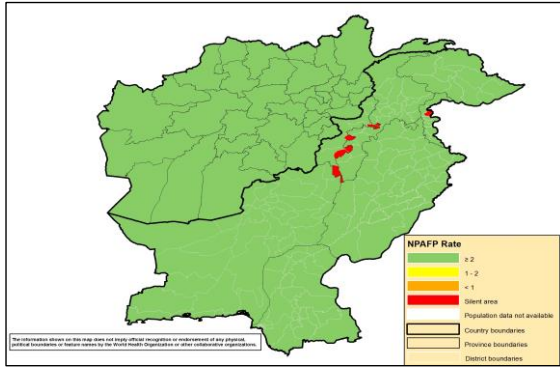 NPAFP Rate
≥ 2
1 - 2
< 1
Silent area
Population data not available
Country boundaries
Province boundaries
District boundaries
The information shown on this map does not imply official recognition or endorsement of any physical,
political boundaries or feature names by the World Health Organization or other collaborative organizations.